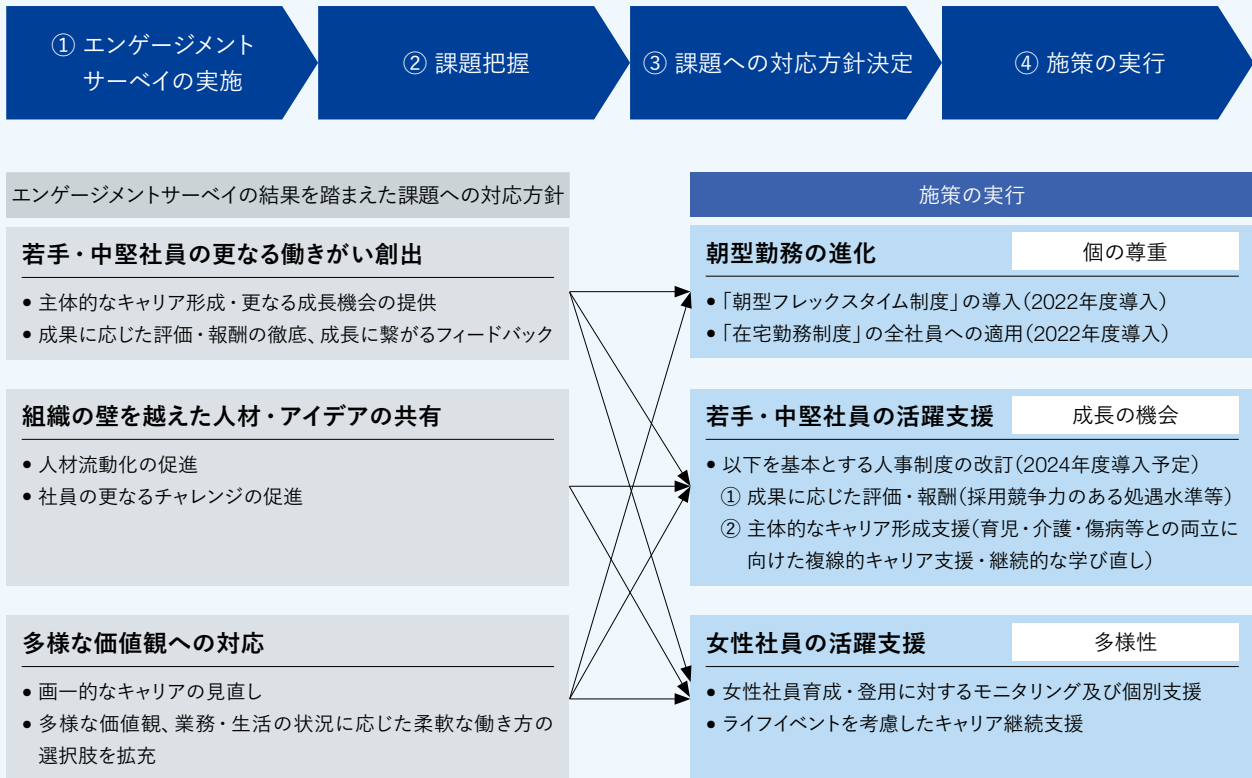 ① エンゲージメント
サーベイの実施
② 課題把握
③ 課題への対応方針決定
④ 施策の実行
エンゲージメントサーベイの結果を踏まえた課題への対応方針
若手・中堅社員の更なる働きがい創出
• 主体的なキャリア形成・更なる成長機会の提供
• 成果に応じた評価・報酬の徹底、成長に繋がるフィードバック
組織の壁を越えた人材・アイデアの共有
• 人材流動化の促進
• 社員の更なるチャレンジの促進
多様な価値観への対応
• 画一的なキャリアの見直し
• 多様な価値観、業務・生活の状況に応じた柔軟な働き方の
選択肢を拡充
施策の実行
朝型勤務の進化
個の尊重
• 「朝型フレックスタイム制度」の導入(2022年度導入)
• 「在宅勤務制度」の全社員への適用(2022年度導入)
若手・中堅社員の活躍支援
成長の機会
• 以下を基本とする人事制度の改訂(2024年度導入予定)
① 成果に応じた評価・報酬(採用競争力のある処遇水準等)
② 主体的なキャリア形成支援(育児・介護・傷病等との両立に
向けた複線的キャリア支援・継続的な学び直し)
女性社員の活躍支援
多様性
• 女性社員育成・登用に対するモニタリング及び個別支援
• ライフイベントを考慮したキャリア継続支援